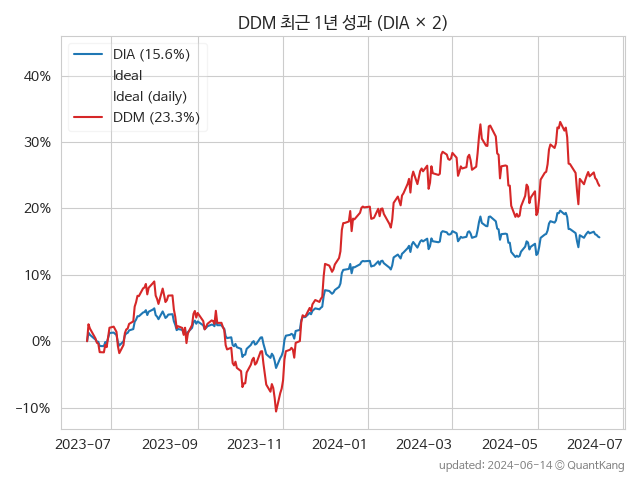 DDM 최근 1년 성과 (DIA × 2)
DIA (15.6%)
Ideal
Ideal (daily)
DDM (23.3%)
40%
30%
20%
10%
0%
−10%
2023-07 2023-09 2023-11 2024-01 2024-03 2024-05 2024-07
updated: 2024-06-14 © QuantKang